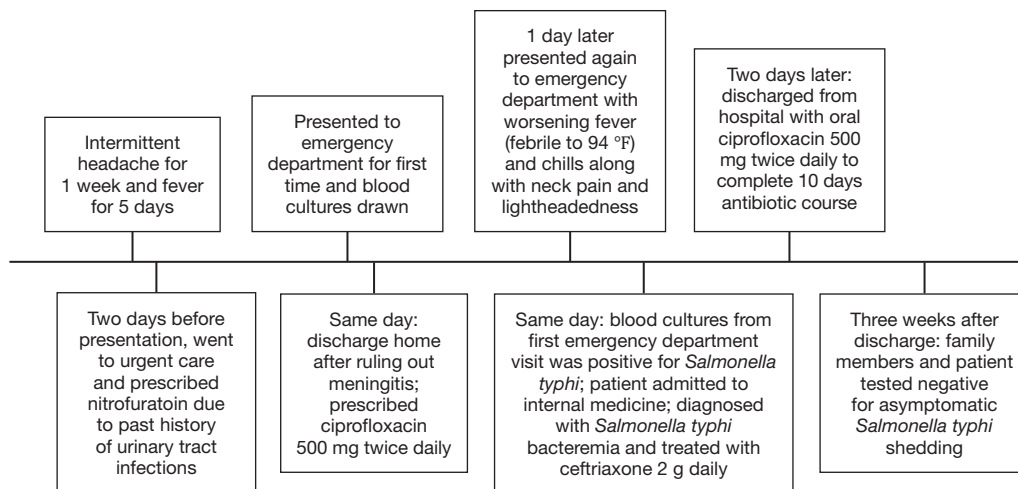 Intermittent
headache for
1 week and fever
for 5 days
Two days before
presentation, went
to urgent care
and prescribed
nitrofuratoin due
to past history
of urinary tract
infections
Presented to
emergency
department for first
time and blood
cultures drawn
Same day:
discharge home
after ruling out
meningitis;
prescribed
ciprofloxacin
500 mg twice daily
1 day later
presented again
to emergency
department with
worsening fever
(febrile to 94 °F)
and chills along
with neck pain and
lightheadedness
Same day: blood cultures from
first emergency department
visit was positive for Salmonella
typhi; patient admitted to
internal medicine; diagnosed
with Salmonella typhi
bacteremia and treated with
ceftriaxone 2 g daily
Two days later:
discharged from
hospital with oral
ciprofloxacin 500
mg twice daily to
complete 10 days
antibiotic course
Three weeks after
discharge: family
members and patient
tested negative
for asymptomatic
Salmonella typhi
shedding